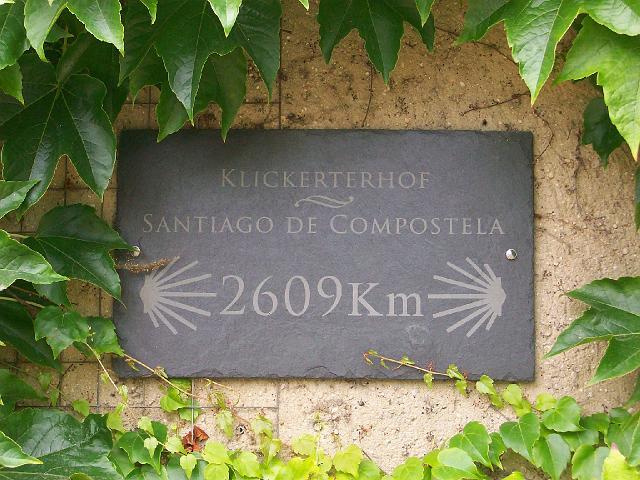 KLICKERTERHOF
SANTIAGO DE COMPOSTELA
2609Km